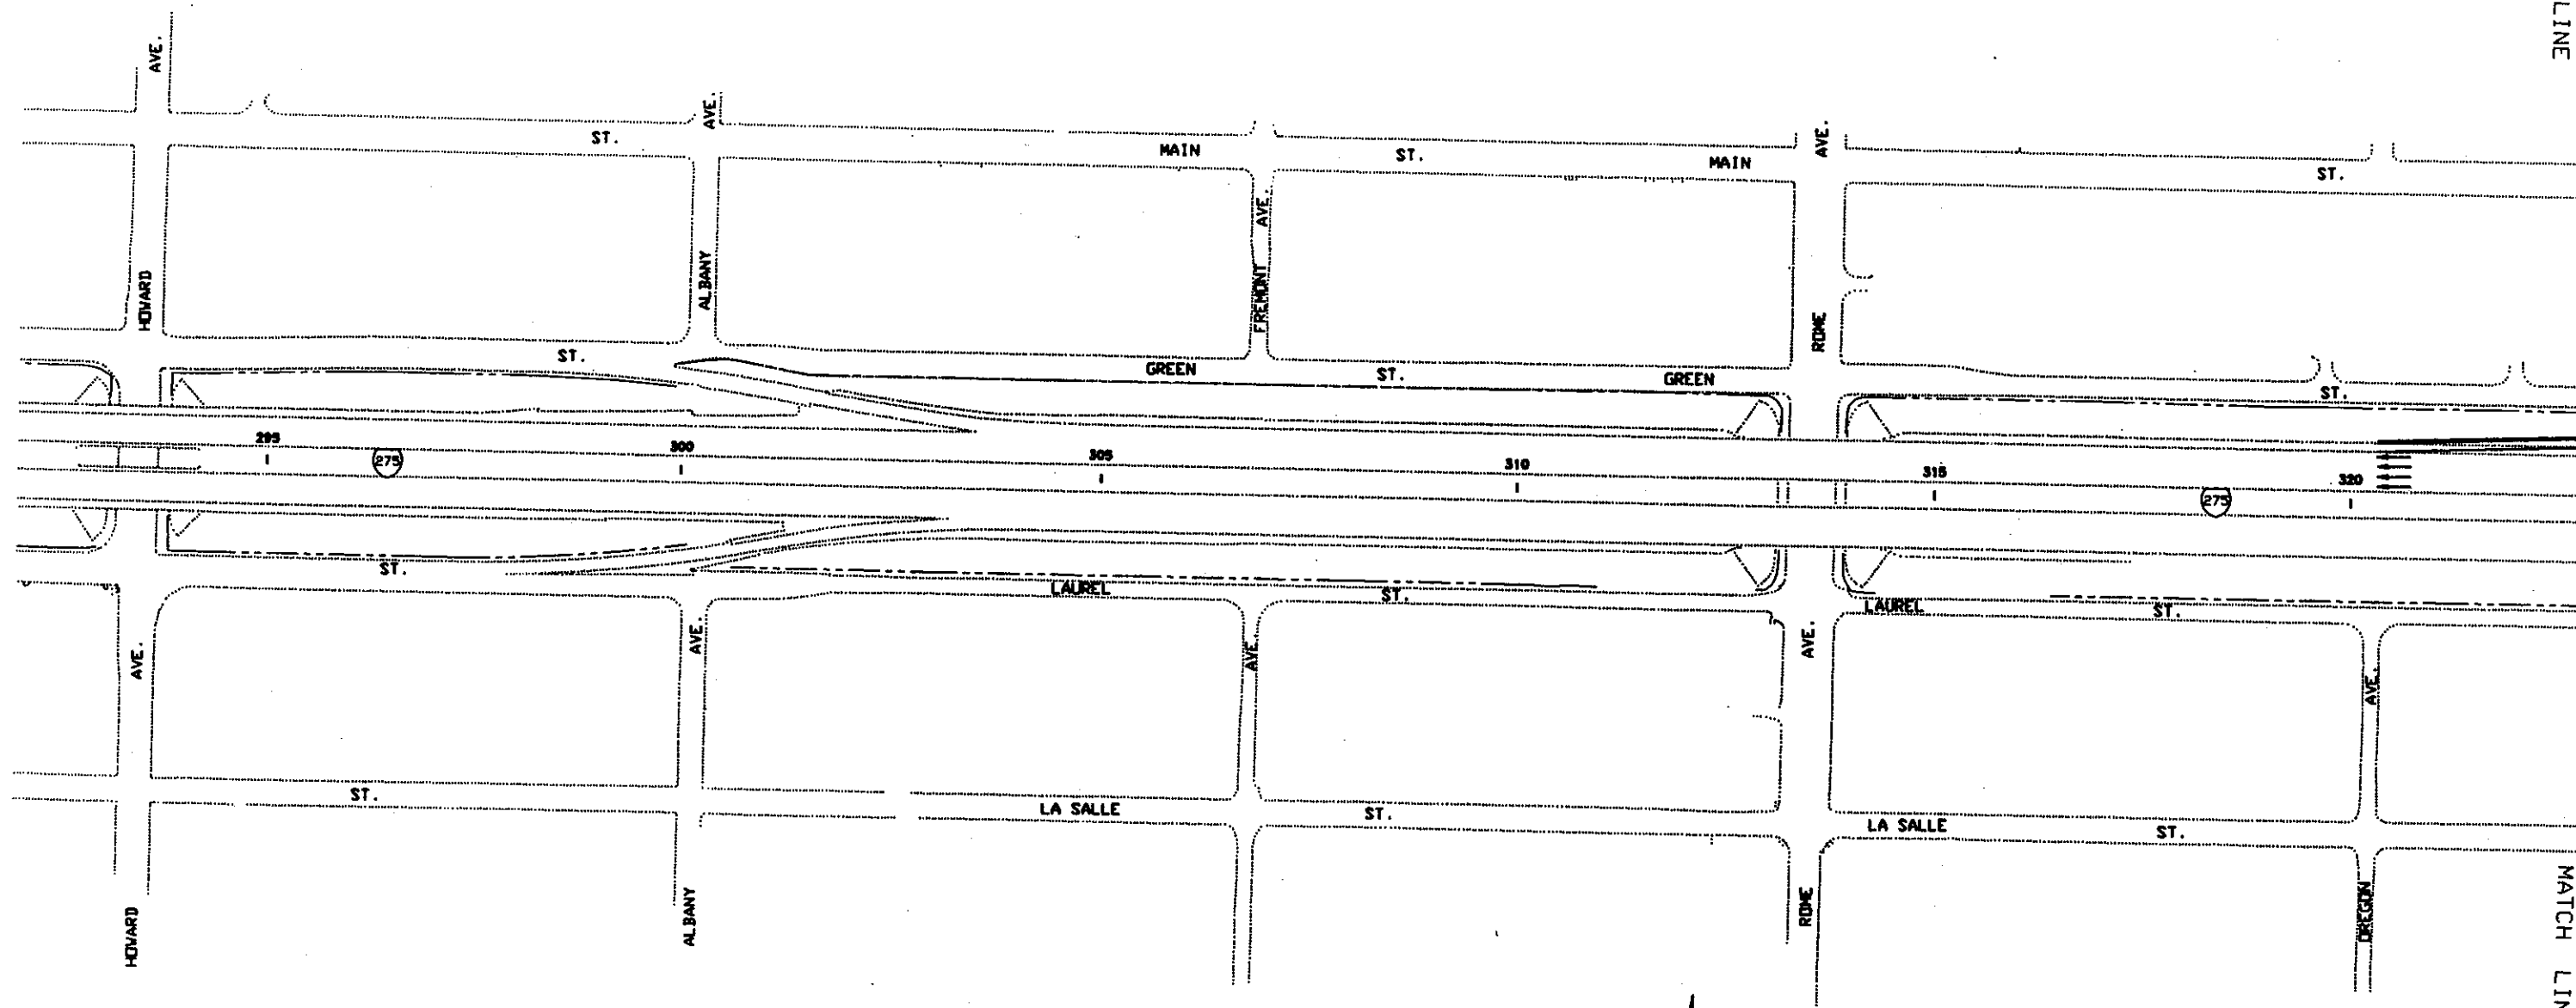 LINE
AVE.
AVE.
AVE.
ST.
MAIN
ST.
MAIN
ST.
AVE.
HOWARD
ALBANY
FREMONT
ROME
ST.
GREEN
ST.
GREEN
ST.
295
275
300
305
310
315
275
320
ST.
LAUREL
ST.
LAUREL
ST.
AVE.
AVE.
AVE.
AVE.
AVE.
ST.
LA SALLE
ST.
LA SALLE
ST.
HOWARD
ALBANY
ROME
OREGON
MATCH LIN